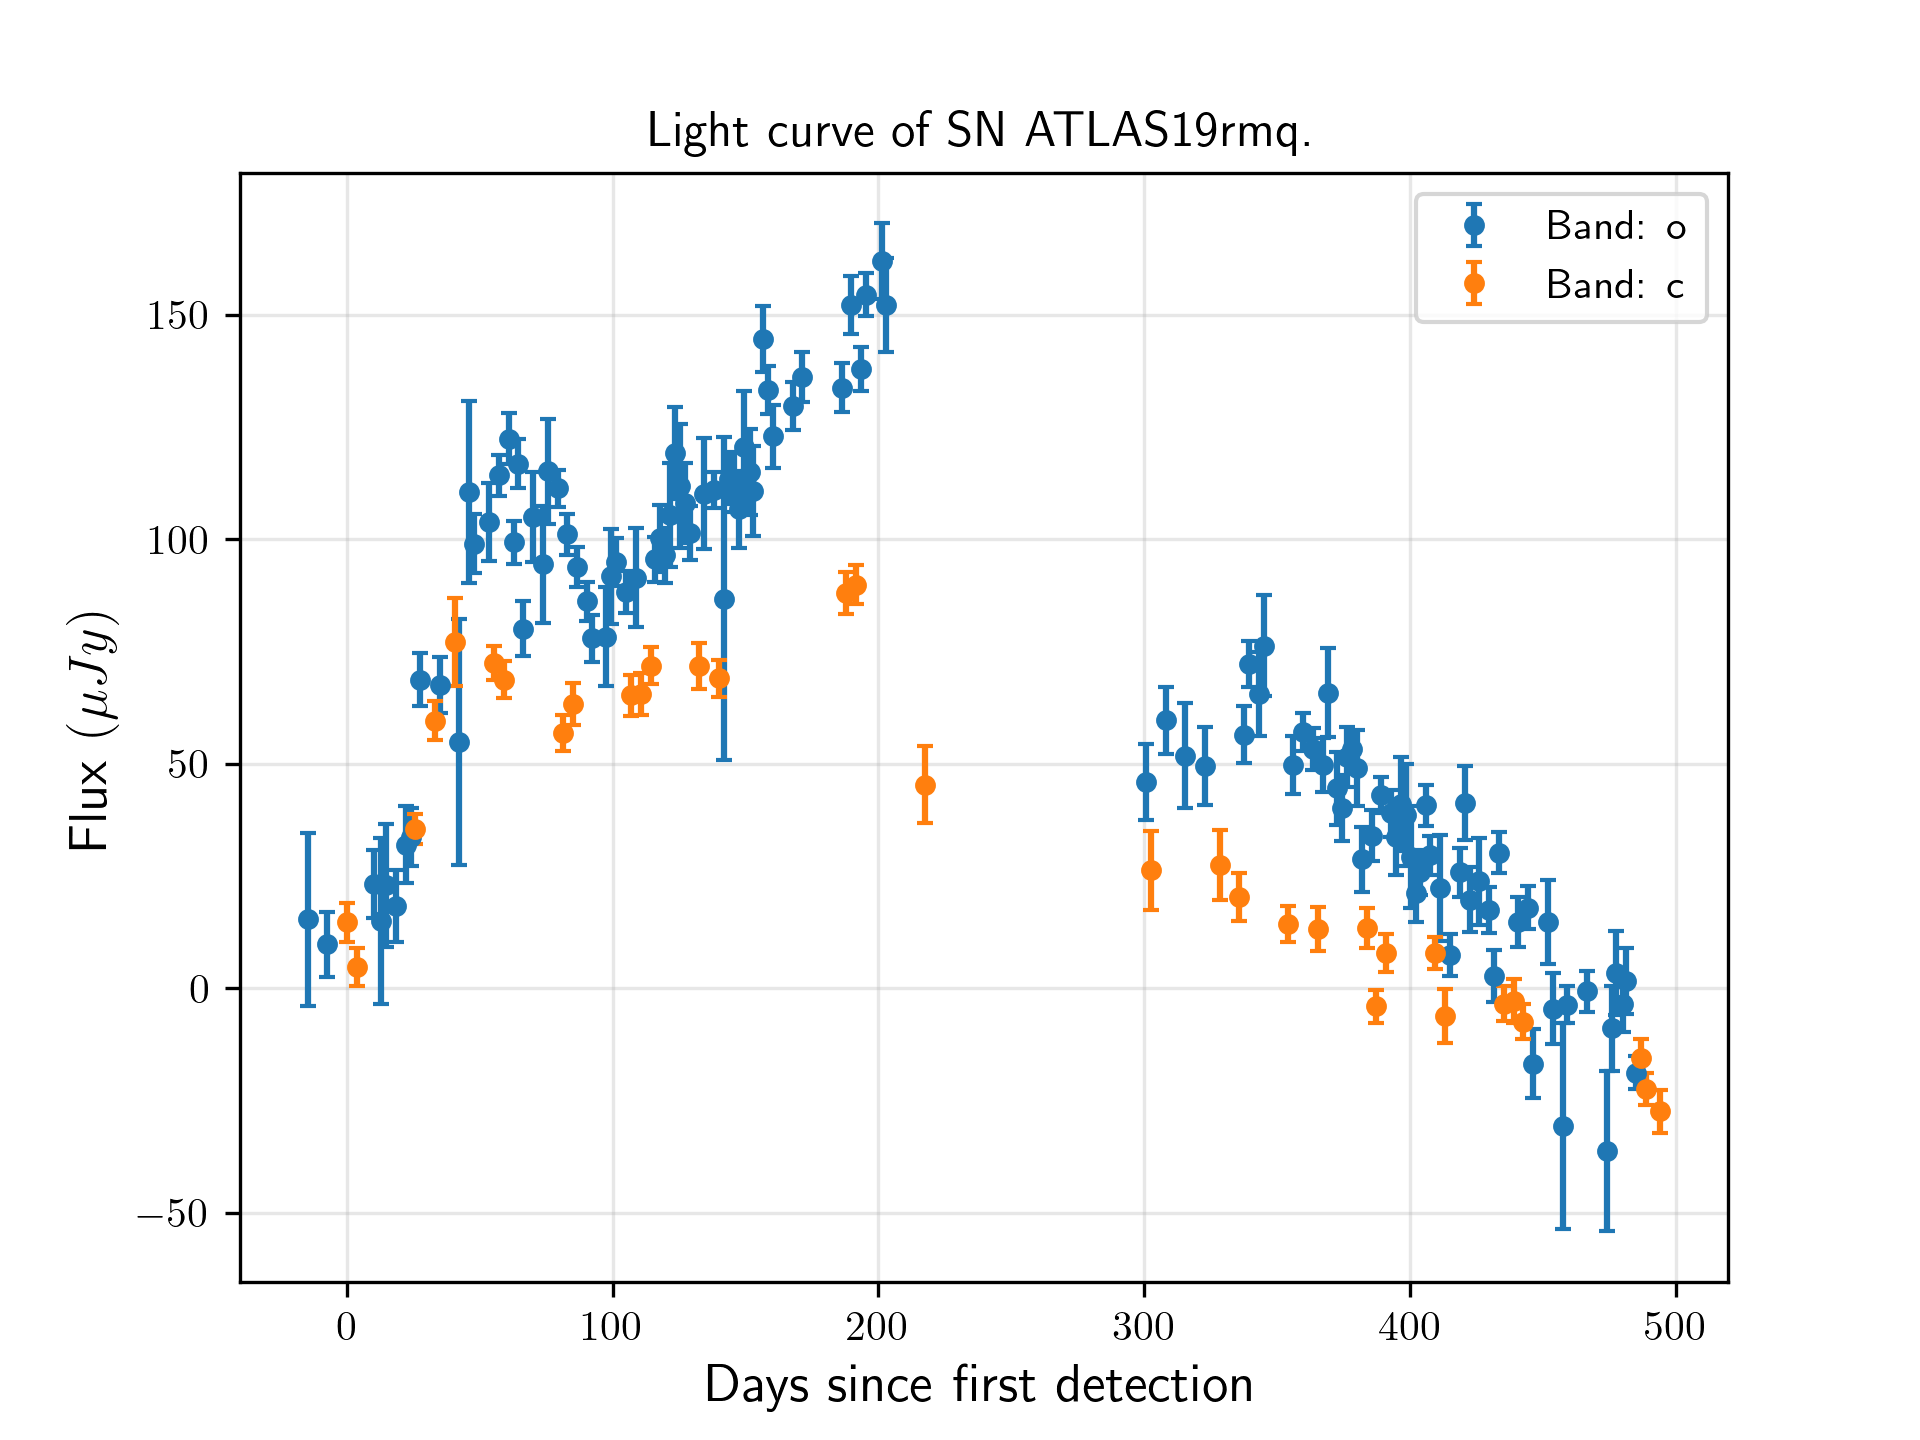 Light curve of SN ATLAS19rmq.
Band: o
Band: c
150
100
50
0
−50
Flux (μJy)
0 100 200 300 400 500
Days since first detection